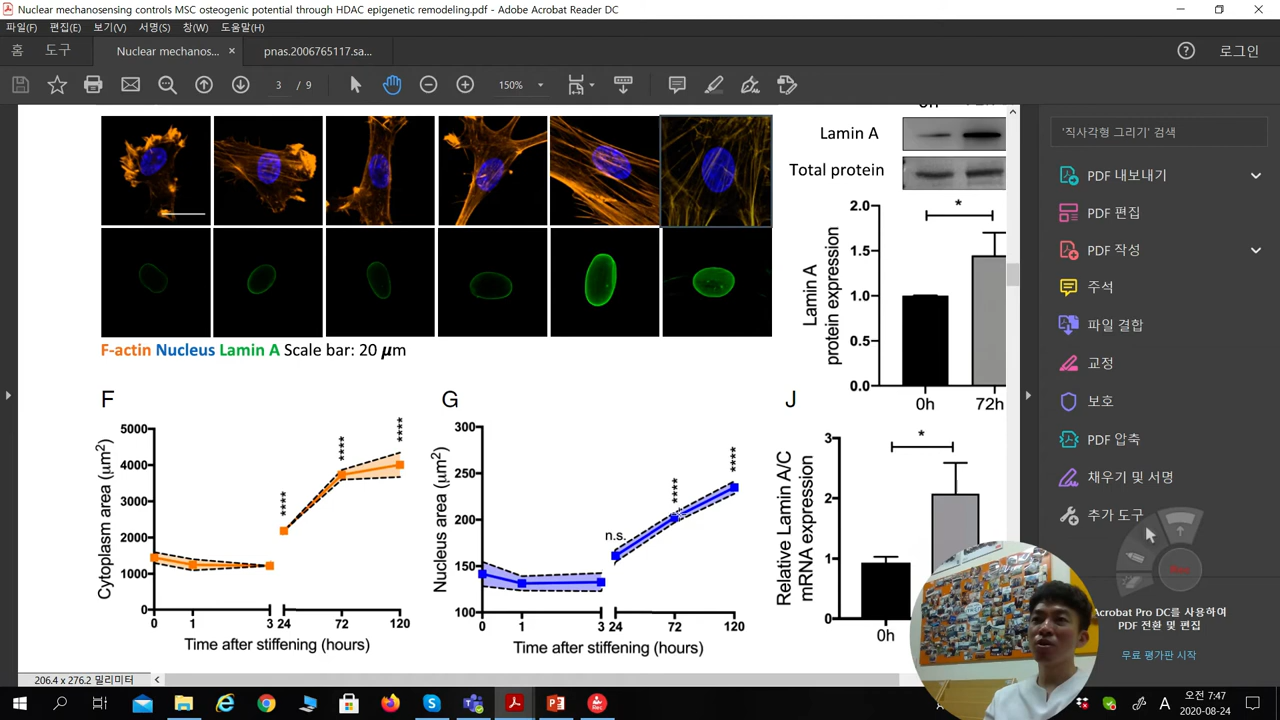 Nuclear mechanosensing controls MSC osteogenic potential through HDAC epigenetic remodeling.pdf - Adobe Acrobat Reader DC
파일(F) 편집(E) 보기(V) 서명(S) 창(W) 도움말(H)
홈 도구 Nuclear mechanos... × pnas.2006765117.sa... 로그인
3 / 9 150%
Lamin A
Total protein
'직사각형 그리기' 검색
PDF 내보내기
PDF 편집
PDF 작성
주석
파일 결합
교정
보호
PDF 압축
채우기 및 서명
추가 도구
F-actin Nucleus Lamin A Scale bar: 20 μm
Lamin A
protein expression
2.0
1.5
1.0
0.5
0.0
*
0h 72h
F
Cytoplasm area (μm²)
5000
4000
3000
2000
1000
0
****
****
****
0 1 3 24 72 120
Time after stiffening (hours)
G
Nucleus area (μm²)
300
250
200
150
100
n.s.
****
****
0 1 3 24 72 120
Time after stiffening (hours)
J
Relative Lamin A/C
mRNA expression
3
2
1
0
*
0h
Rec
Acrobat Pro DC를 사용하여
PDF 전환 및 편집
무료 평가판 시작
206.4 x 276.2 밀리미터
A 오전 7:47
2020-08-24